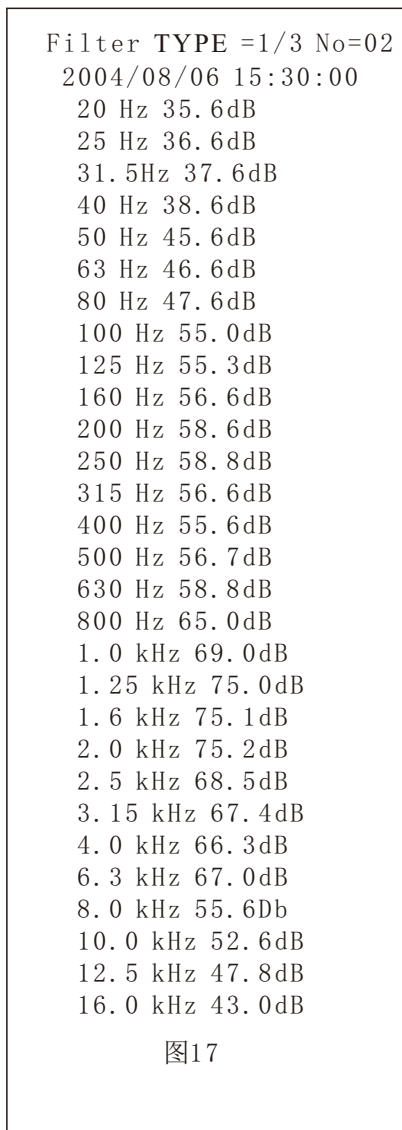 Filter TYPE =1/3 No=02
2004/08/06 15:30:00
20 Hz 35.6dB
25 Hz 36.6dB
31.5Hz 37.6dB
40 Hz 38.6dB
50 Hz 45.6dB
63 Hz 46.6dB
80 Hz 47.6dB
100 Hz 55.0dB
125 Hz 55.3dB
160 Hz 56.6dB
200 Hz 58.6dB
250 Hz 58.8dB
315 Hz 56.6dB
400 Hz 55.6dB
500 Hz 56.7dB
630 Hz 58.8dB
800 Hz 65.0dB
1.0 kHz 69.0dB
1.25 kHz 75.0dB
1.6 kHz 75.1dB
2.0 kHz 75.2dB
2.5 kHz 68.5dB
3.15 kHz 67.4dB
4.0 kHz 66.3dB
6.3 kHz 67.0dB
8.0 kHz 55.6Db
10.0 kHz 52.6dB
12.5 kHz 47.8dB
16.0 kHz 43.0dB
图17